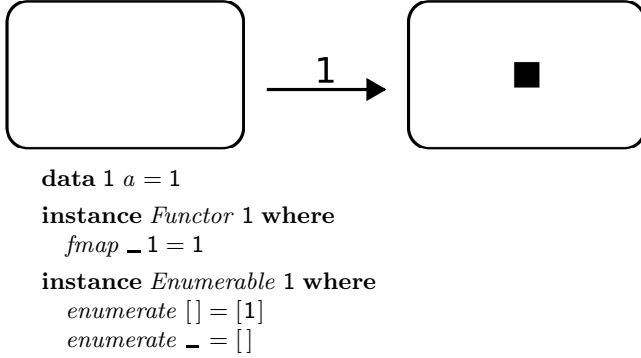 1
data 1 a = 1
instance Functor 1 where
fmap _ 1 = 1
instance Enumerable 1 where
enumerate [] = [1]
enumerate _ = []